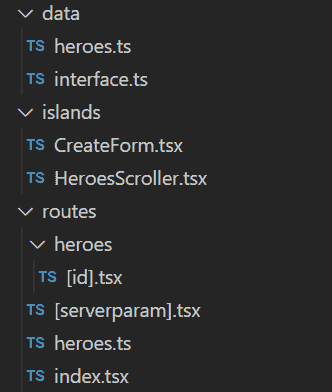 data
TS heroes.ts
TS interface.ts
islands
TS CreateForm.tsx
TS HeroesScroller.tsx
routes
heroes
TS [id].tsx
TS [serverparam].tsx
TS heroes.ts
TS index.tsx